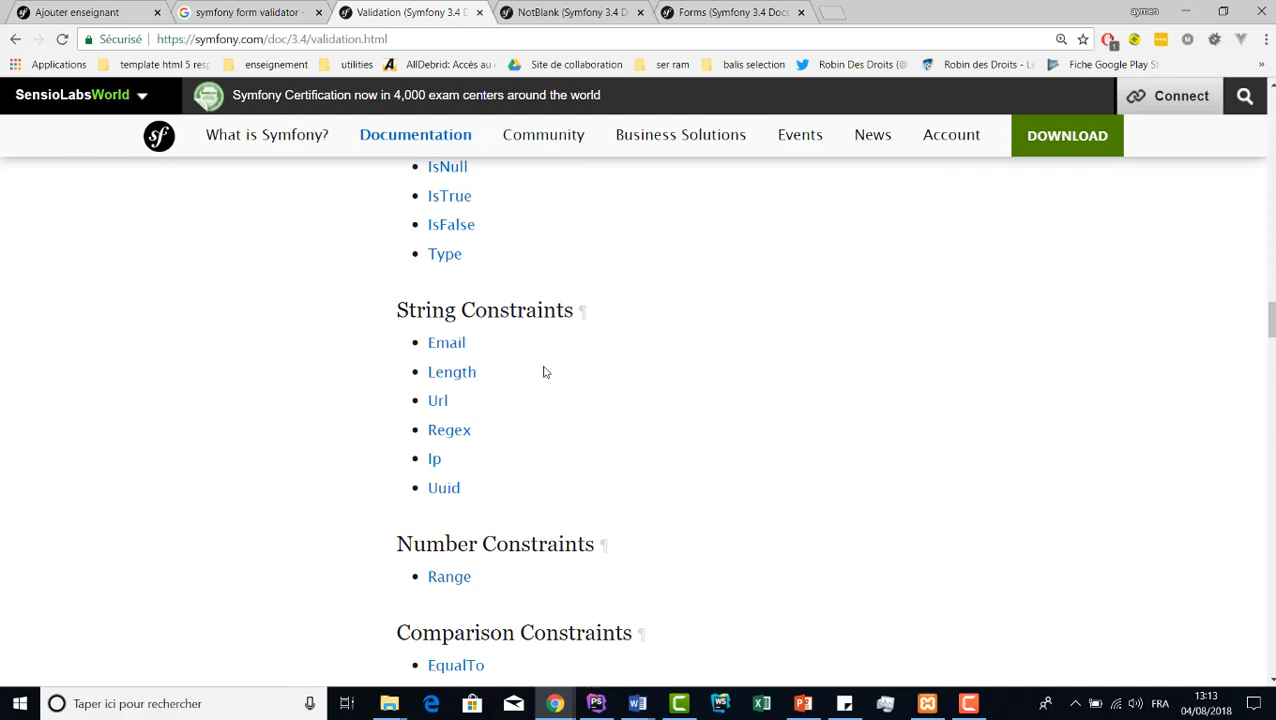 Ajouter enseignant
symfony form validator -
Validation (Symfony 3.4 D
NotBlank (Symfony 3.4 D
Forms (Symfony 3.4 Docs
aymen
Sécurisé
https://symfony.com/doc/3.4/validation.html
1
Applications
template html 5 resp
enseignement
utilities
AllDebrid: Accès au c
Site de collaboration
ser ram
balis selection
Robin Des Droits (@
Robin des Droits - Le
Fiche Google Play St
»
SensioLabsWorld
Symfony Certification now in 4,000 exam centers around the world
Connect
What is Symfony?
Documentation
Community
Business Solutions
Events
News
Account
DOWNLOAD
IsNull
IsTrue
IsFalse
Type
String Constraints ¶
Email
Length
Url
Regex
Ip
Uuid
Number Constraints ¶
Range
Comparison Constraints ¶
EqualTo
Taper ici pour rechercher
FRA
13:13
04/08/2018